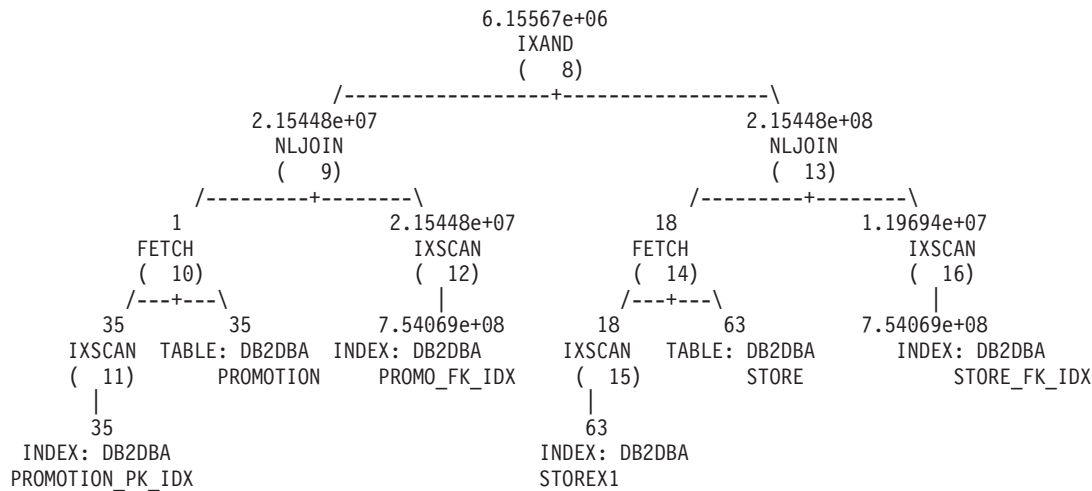 6.15567e+06
IXAND
( 8)
/------------------+------------------\
2.15448e+07 2.15448e+08
NLJOIN NLJOIN
( 9) ( 13)
/---------+--------\ /---------+--------\
1 2.15448e+07 18 1.19694e+07
FETCH IXSCAN FETCH IXSCAN
( 10) ( 12) ( 14) ( 16)
/---+---\ | /---+---\ |
35 35 7.54069e+08 18 63 7.54069e+08
IXSCAN TABLE: DB2DBA INDEX: DB2DBA IXSCAN TABLE: DB2DBA INDEX: DB2DBA
( 11) PROMOTION PROMO_FK_IDX ( 15) STORE STORE_FK_IDX
| |
35 63
INDEX: DB2DBA INDEX: DB2DBA
PROMOTION_PK_IDX STOREX1